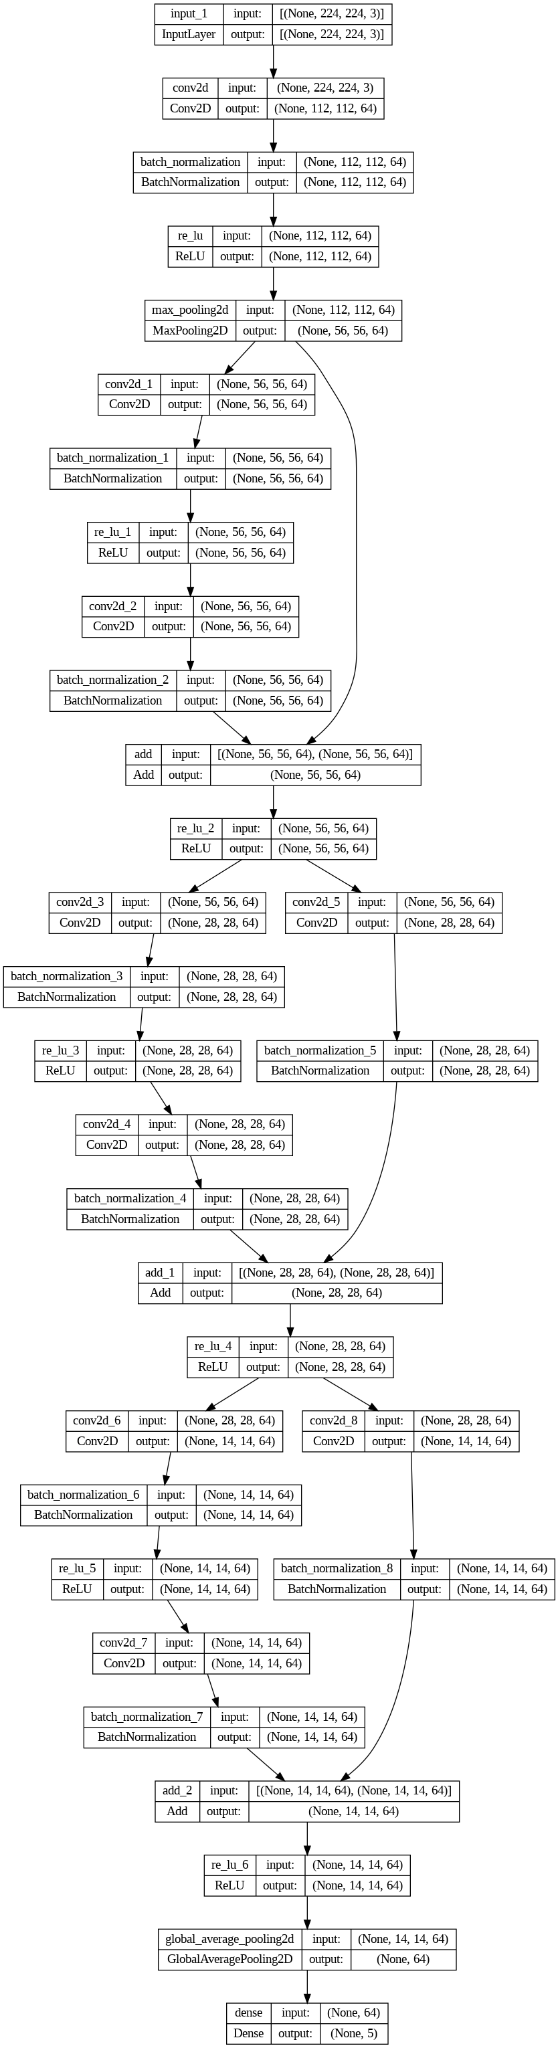 input_1 input: [(None, 224, 224, 3)]
InputLayer output: [(None, 224, 224, 3)]
conv2d input: (None, 224, 224, 3)
Conv2D output: (None, 112, 112, 64)
batch_normalization input: (None, 112, 112, 64)
BatchNormalization output: (None, 112, 112, 64)
re_lu input: (None, 112, 112, 64)
ReLU output: (None, 112, 112, 64)
max_pooling2d input: (None, 112, 112, 64)
MaxPooling2D output: (None, 56, 56, 64)
conv2d_1 input: (None, 56, 56, 64)
Conv2D output: (None, 56, 56, 64)
batch_normalization_1 input: (None, 56, 56, 64)
BatchNormalization output: (None, 56, 56, 64)
re_lu_1 input: (None, 56, 56, 64)
ReLU output: (None, 56, 56, 64)
conv2d_2 input: (None, 56, 56, 64)
Conv2D output: (None, 56, 56, 64)
batch_normalization_2 input: (None, 56, 56, 64)
BatchNormalization output: (None, 56, 56, 64)
add input: [(None, 56, 56, 64), (None, 56, 56, 64)]
Add output: (None, 56, 56, 64)
re_lu_2 input: (None, 56, 56, 64)
ReLU output: (None, 56, 56, 64)
conv2d_3 input: (None, 56, 56, 64)
Conv2D output: (None, 28, 28, 64)
conv2d_5 input: (None, 56, 56, 64)
Conv2D output: (None, 28, 28, 64)
batch_normalization_3 input: (None, 28, 28, 64)
BatchNormalization output: (None, 28, 28, 64)
re_lu_3 input: (None, 28, 28, 64)
ReLU output: (None, 28, 28, 64)
batch_normalization_5 input: (None, 28, 28, 64)
BatchNormalization output: (None, 28, 28, 64)
conv2d_4 input: (None, 28, 28, 64)
Conv2D output: (None, 28, 28, 64)
batch_normalization_4 input: (None, 28, 28, 64)
BatchNormalization output: (None, 28, 28, 64)
add_1 input: [(None, 28, 28, 64), (None, 28, 28, 64)]
Add output: (None, 28, 28, 64)
re_lu_4 input: (None, 28, 28, 64)
ReLU output: (None, 28, 28, 64)
conv2d_6 input: (None, 28, 28, 64)
Conv2D output: (None, 14, 14, 64)
conv2d_8 input: (None, 28, 28, 64)
Conv2D output: (None, 14, 14, 64)
batch_normalization_6 input: (None, 14, 14, 64)
BatchNormalization output: (None, 14, 14, 64)
re_lu_5 input: (None, 14, 14, 64)
ReLU output: (None, 14, 14, 64)
batch_normalization_8 input: (None, 14, 14, 64)
BatchNormalization output: (None, 14, 14, 64)
conv2d_7 input: (None, 14, 14, 64)
Conv2D output: (None, 14, 14, 64)
batch_normalization_7 input: (None, 14, 14, 64)
BatchNormalization output: (None, 14, 14, 64)
add_2 input: [(None, 14, 14, 64), (None, 14, 14, 64)]
Add output: (None, 14, 14, 64)
re_lu_6 input: (None, 14, 14, 64)
ReLU output: (None, 14, 14, 64)
global_average_pooling2d input: (None, 14, 14, 64)
GlobalAveragePooling2D output: (None, 64)
dense input: (None, 64)
Dense output: (None, 5)